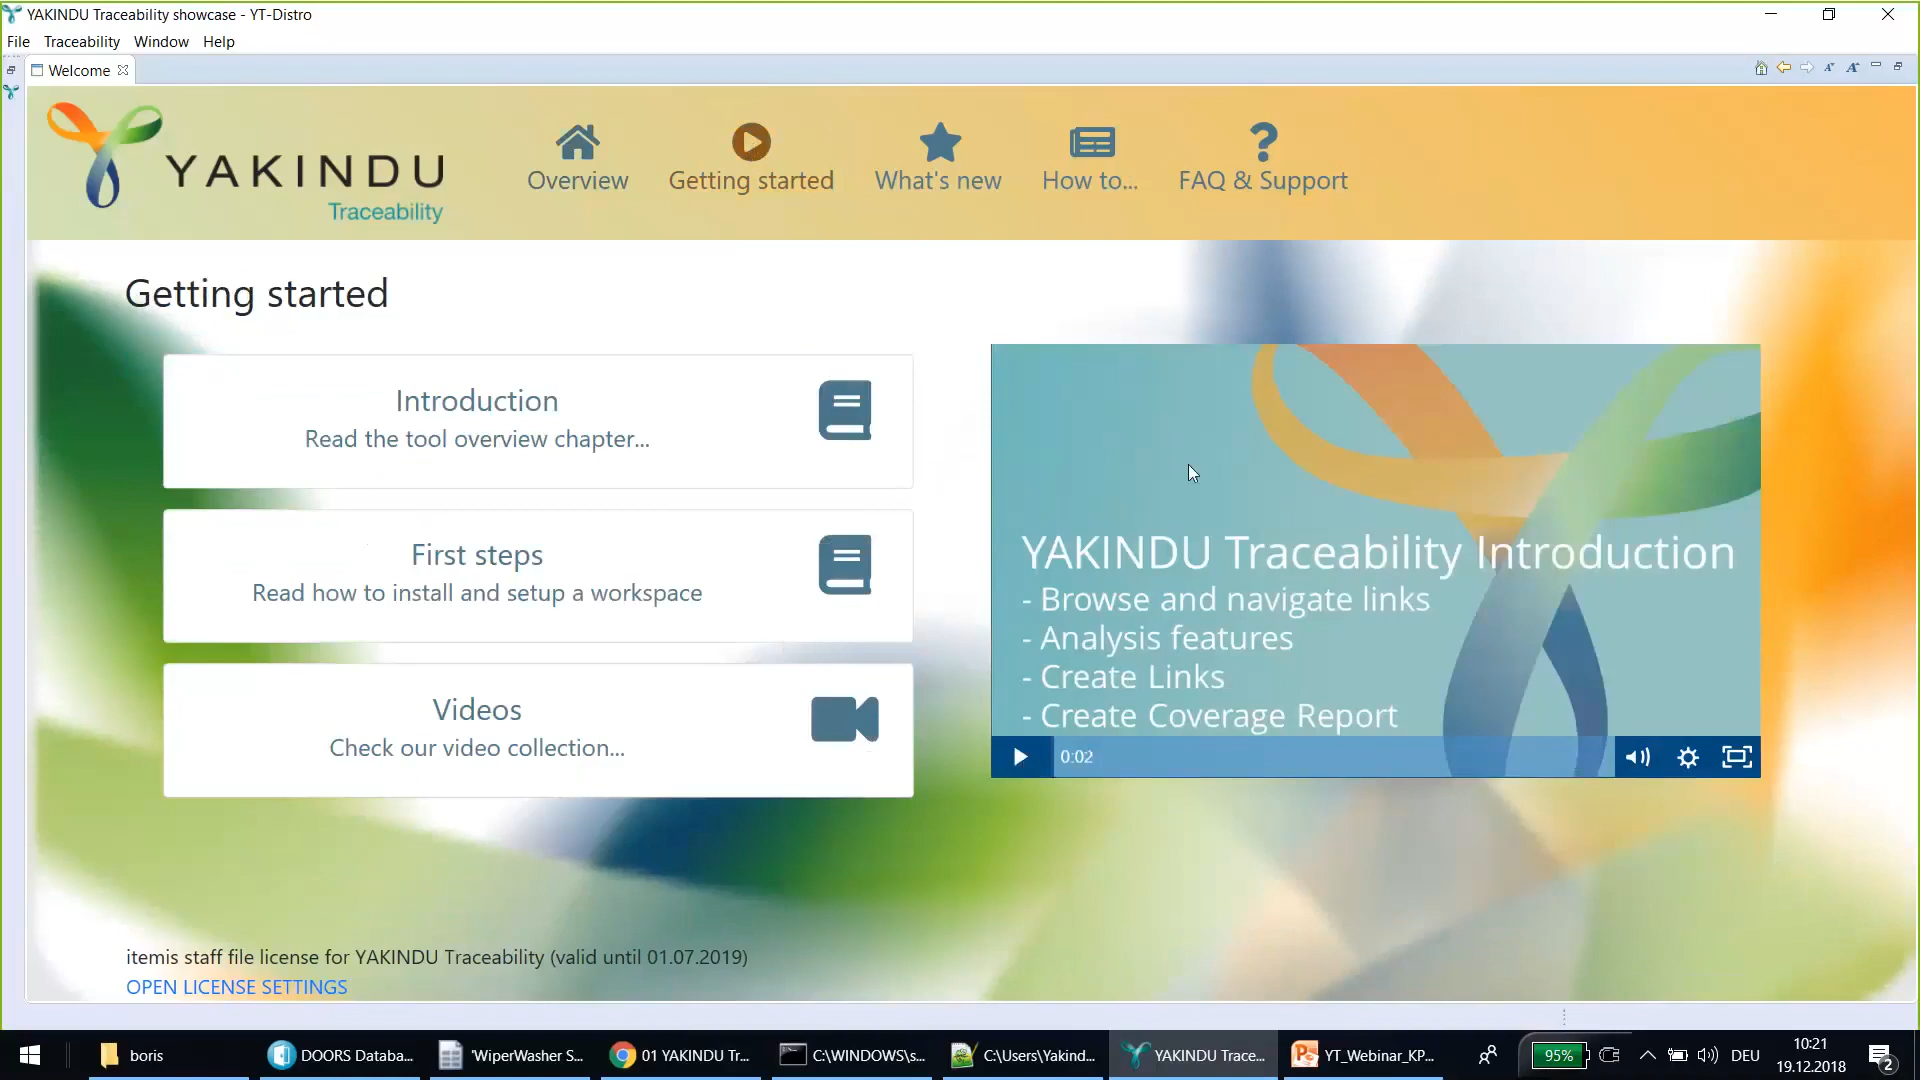 YAKINDU Traceability showcase - YT-Distro
File Traceability Window Help
Welcome
YAKINDU
Traceability
Overview
Getting started
What's new
How to...
FAQ & Support
Getting started
Introduction
Read the tool overview chapter...
First steps
Read how to install and setup a workspace
Videos
Check our video collection...
YAKINDU Traceability Introduction
- Browse and navigate links
- Analysis features
- Create Links
- Create Coverage Report
0:02
itemis staff file license for YAKINDU Traceability (valid until 01.07.2019)
OPEN LICENSE SETTINGS
boris
DOORS Databa...
'WiperWasher S...
01 YAKINDU Tr...
C:\WINDOWS\s...
C:\Users\Yakind...
YAKINDU Trace...
YT_Webinar_KP...
95%
DEU
10:21
19.12.2018
2